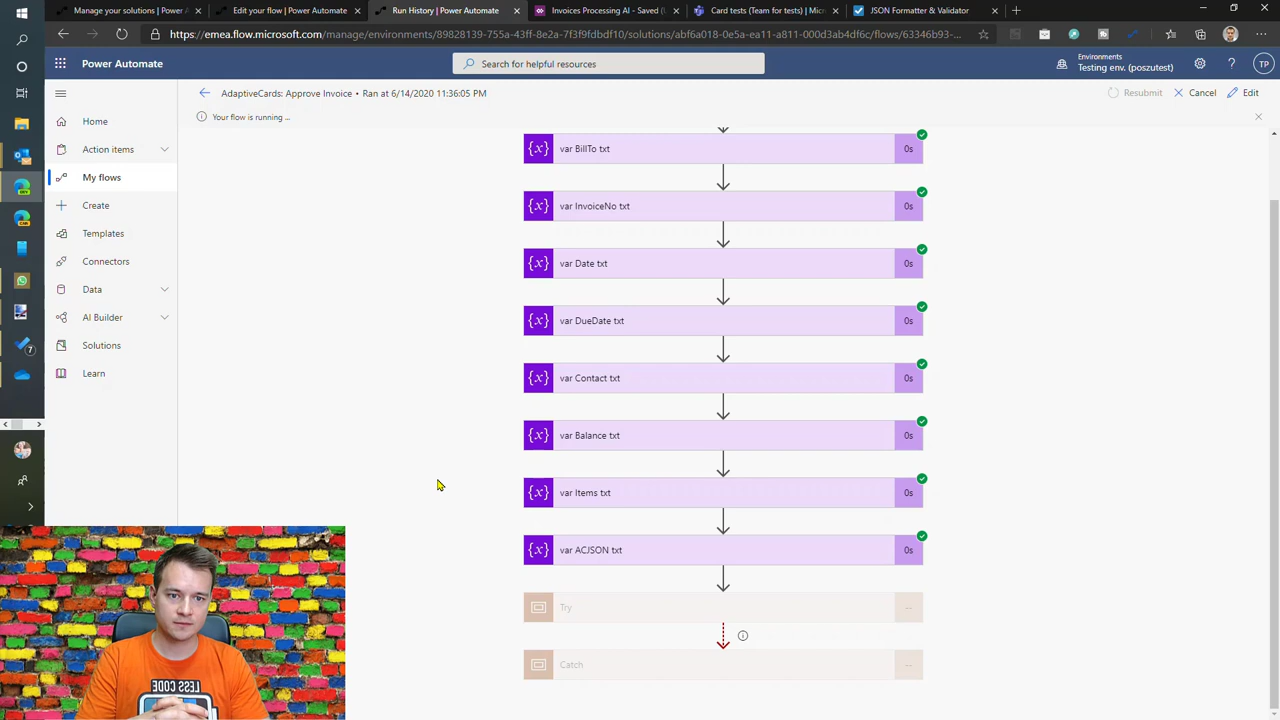 Manage your solutions | Power A
Edit your flow | Power Automate
Run History | Power Automate
Invoices Processing AI - Saved (
Card tests (Team for tests) | Mic
JSON Formatter & Validator
https://emea.flow.microsoft.com/manage/environments/89828139-755a-43ff-8e2a-7f3f9fdbdf10/solutions/abf6a018-0e5a-ea11-a811-000d3ab4df6c/flows/63346b93-...
Power Automate
Search for helpful resources
Environments
Testing env. (poszutest)
TP
AdaptiveCards: Approve Invoice • Ran at 6/14/2020 11:36:05 PM
Resubmit
Cancel
Edit
Your flow is running ...
Home
Action items
My flows
Create
Templates
Connectors
Data
AI Builder
Solutions
Learn
7
{x} var BillTo txt 0s
{x} var InvoiceNo txt 0s
{x} var Date txt 0s
{x} var DueDate txt 0s
{x} var Contact txt 0s
{x} var Balance txt 0s
{x} var Items txt 0s
{x} var ACJSON txt 0s
Try
Catch
LESS CODE